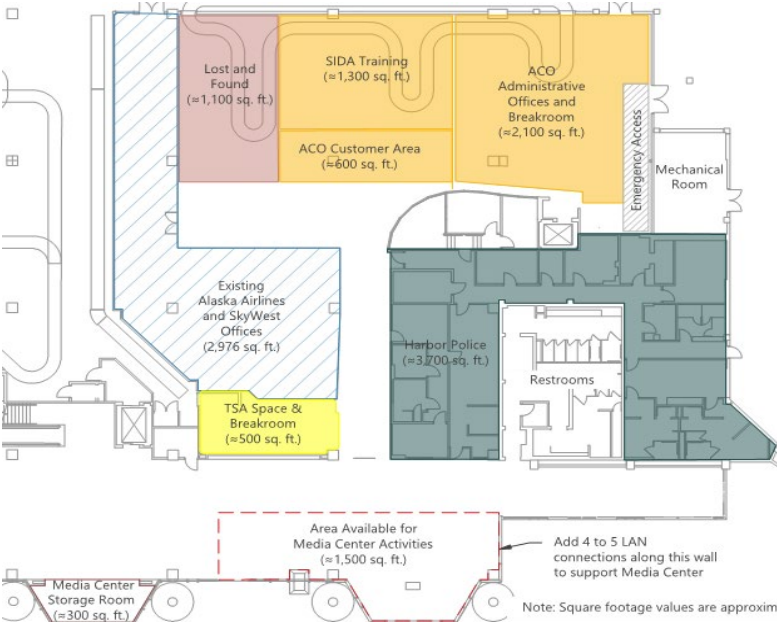 Lost and
Found
(≈1,100 sq. ft.)
SIDA Training
(≈1,300 sq. ft.)
ACO
Administrative
Offices and
Breakroom
(≈2,100 sq. ft.)
ACO Customer Area
(≈600 sq. ft.)
Emergency Access
Mechanical
Room
Existing
Alaska Airlines
and SkyWest
Offices
(2,976 sq. ft.)
Harbor Police
(≈3,700 sq. ft.)
Restrooms
TSA Space &
Breakroom
(≈500 sq. ft.)
Area Available for
Media Center Activities
(≈1,500 sq. ft.)
Add 4 to 5 LAN
connections along this wall
to support Media Center
Media Center
Storage Room
(≈300 sq. ft.)
Note: Square footage values are approxim